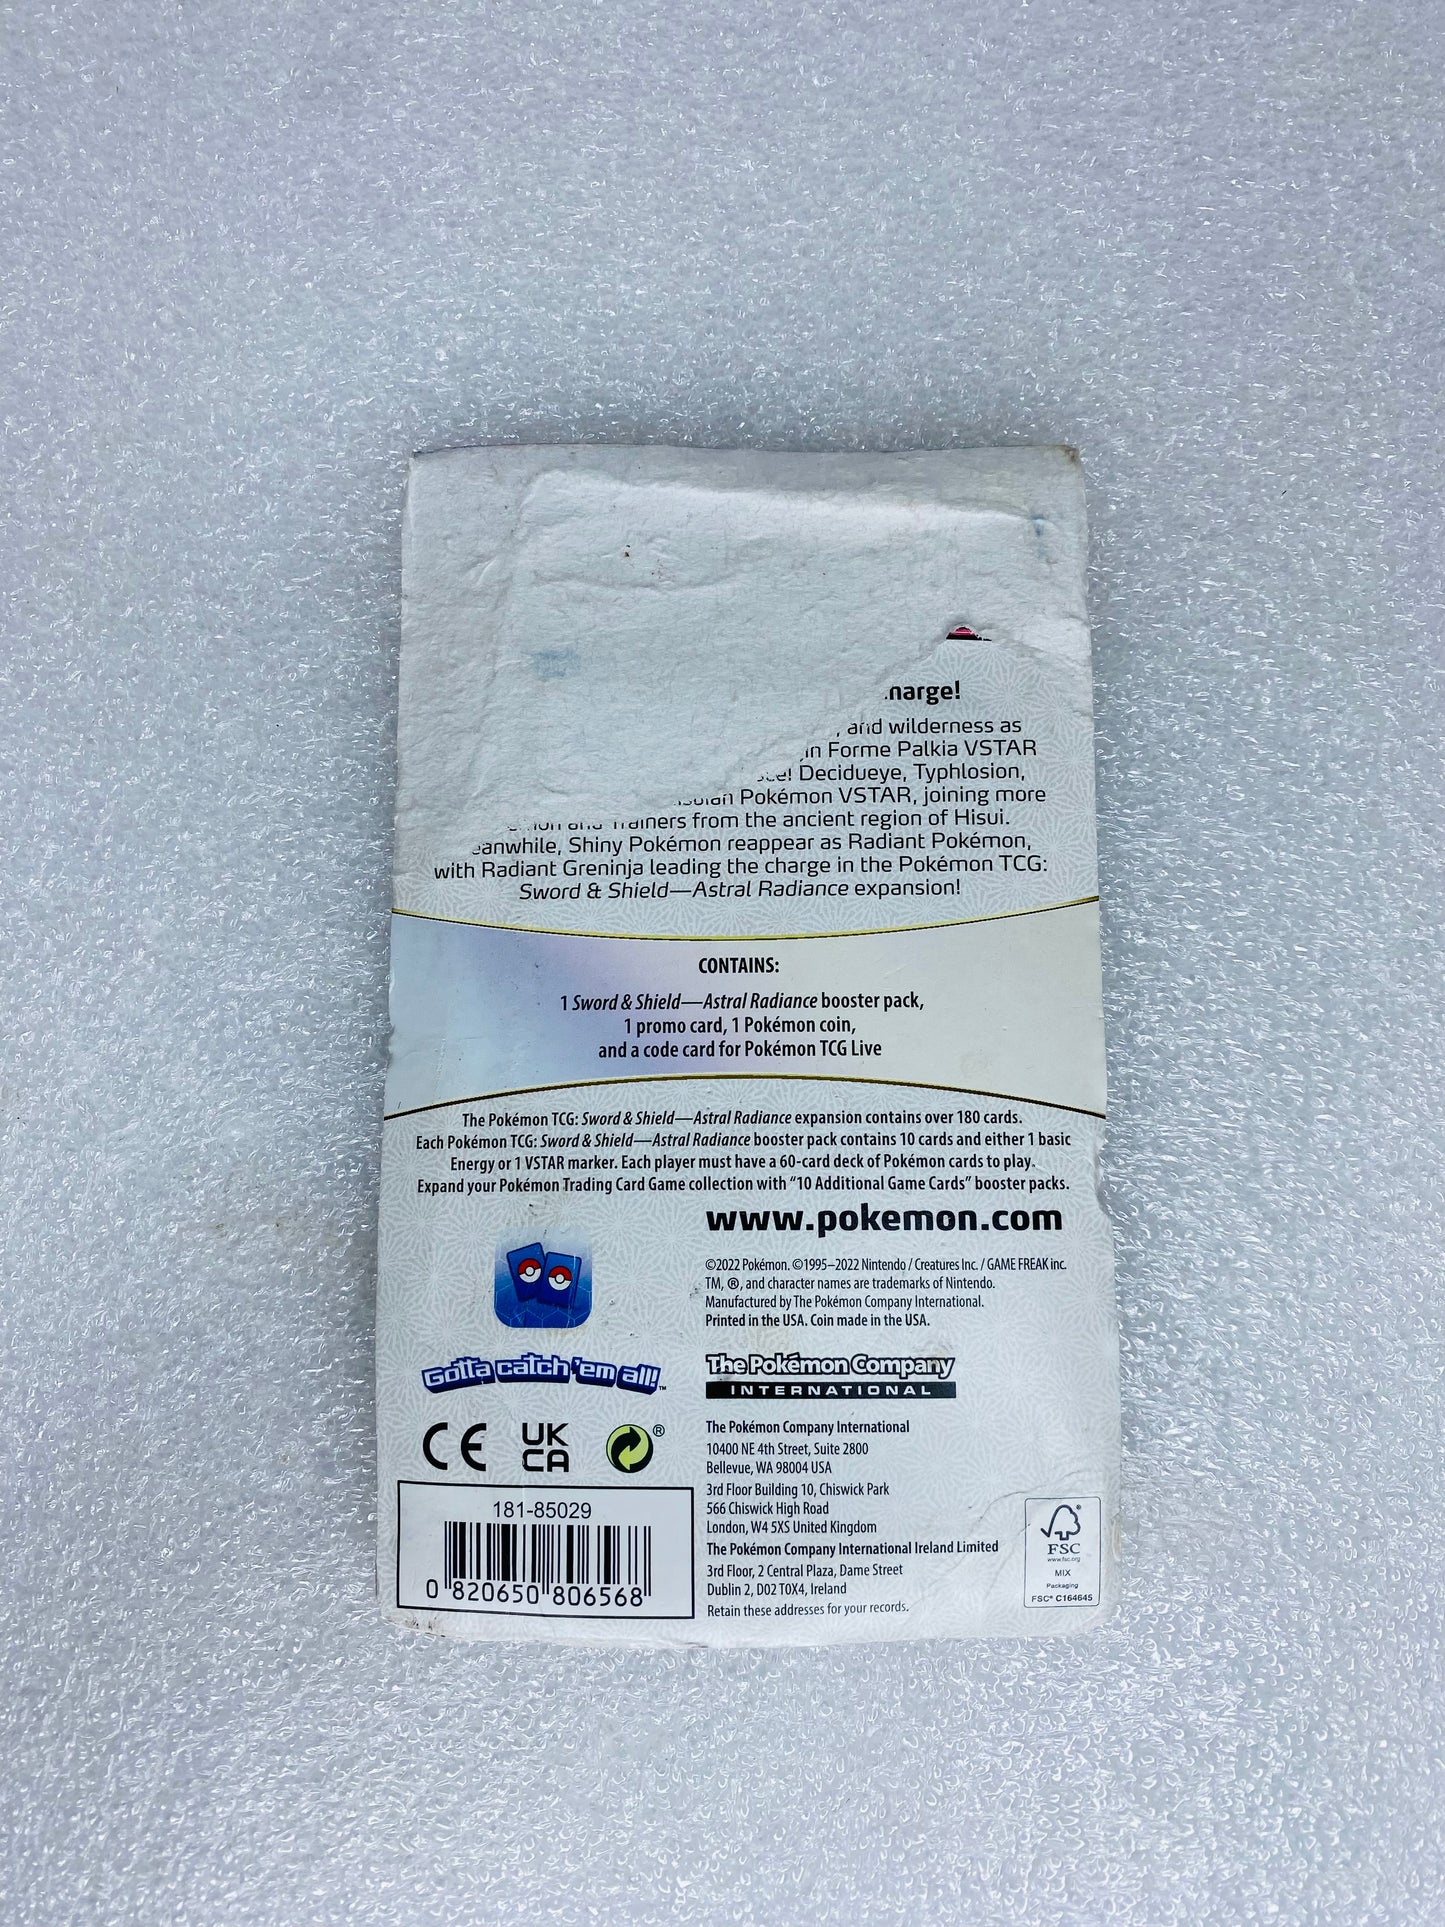 and wilderness as
Forme Palkia VSTAR
Decidueye, Typhlosion,
Pokémon VSTAR, joining more
and Trainers from the ancient region of Hisui.
Shiny Pokémon reappear as Radiant Pokémon,
with Radiant Greninja leading the charge in the Pokémon TCG:
Sword & Shield—Astral Radiance expansion!
CONTAINS:
1 Sword & Shield—Astral Radiance booster pack,
1 promo card, 1 Pokémon coin,
and a code card for Pokémon TCG Live
The Pokémon TCG: Sword & Shield—Astral Radiance expansion contains over 180 cards.
Each Pokémon TCG: Sword & Shield—Astral Radiance booster pack contains 10 cards and either 1 basic
Energy or 1 VSTAR marker. Each player must have a 60-card deck of Pokémon cards to play.
Expand your Pokémon Trading Card Game collection with “10 Additional Game Cards” booster packs.
www.pokemon.com
©2022 Pokémon. ©1995–2022 Nintendo / Creatures Inc. / GAME FREAK inc.
TM, ®, and character names are trademarks of Nintendo.
Manufactured by The Pokémon Company International.
Printed in the USA. Coin made in the USA.
Gotta catch 'em all!™
The Pokémon Company
INTERNATIONAL
CE
UK
CA
®
The Pokémon Company International
10400 NE 4th Street, Suite 2800
Bellevue, WA 98004 USA
3rd Floor Building 10, Chiswick Park
566 Chiswick High Road
London, W4 5XS United Kingdom
The Pokémon Company International Ireland Limited
3rd Floor, 2 Central Plaza, Dame Street
Dublin 2, D02 T0X4, Ireland
Retain these addresses for your records.
181-85029
0 820650 806568
®
FSC
www.fsc.org
MIX
Packaging
FSC® C164645